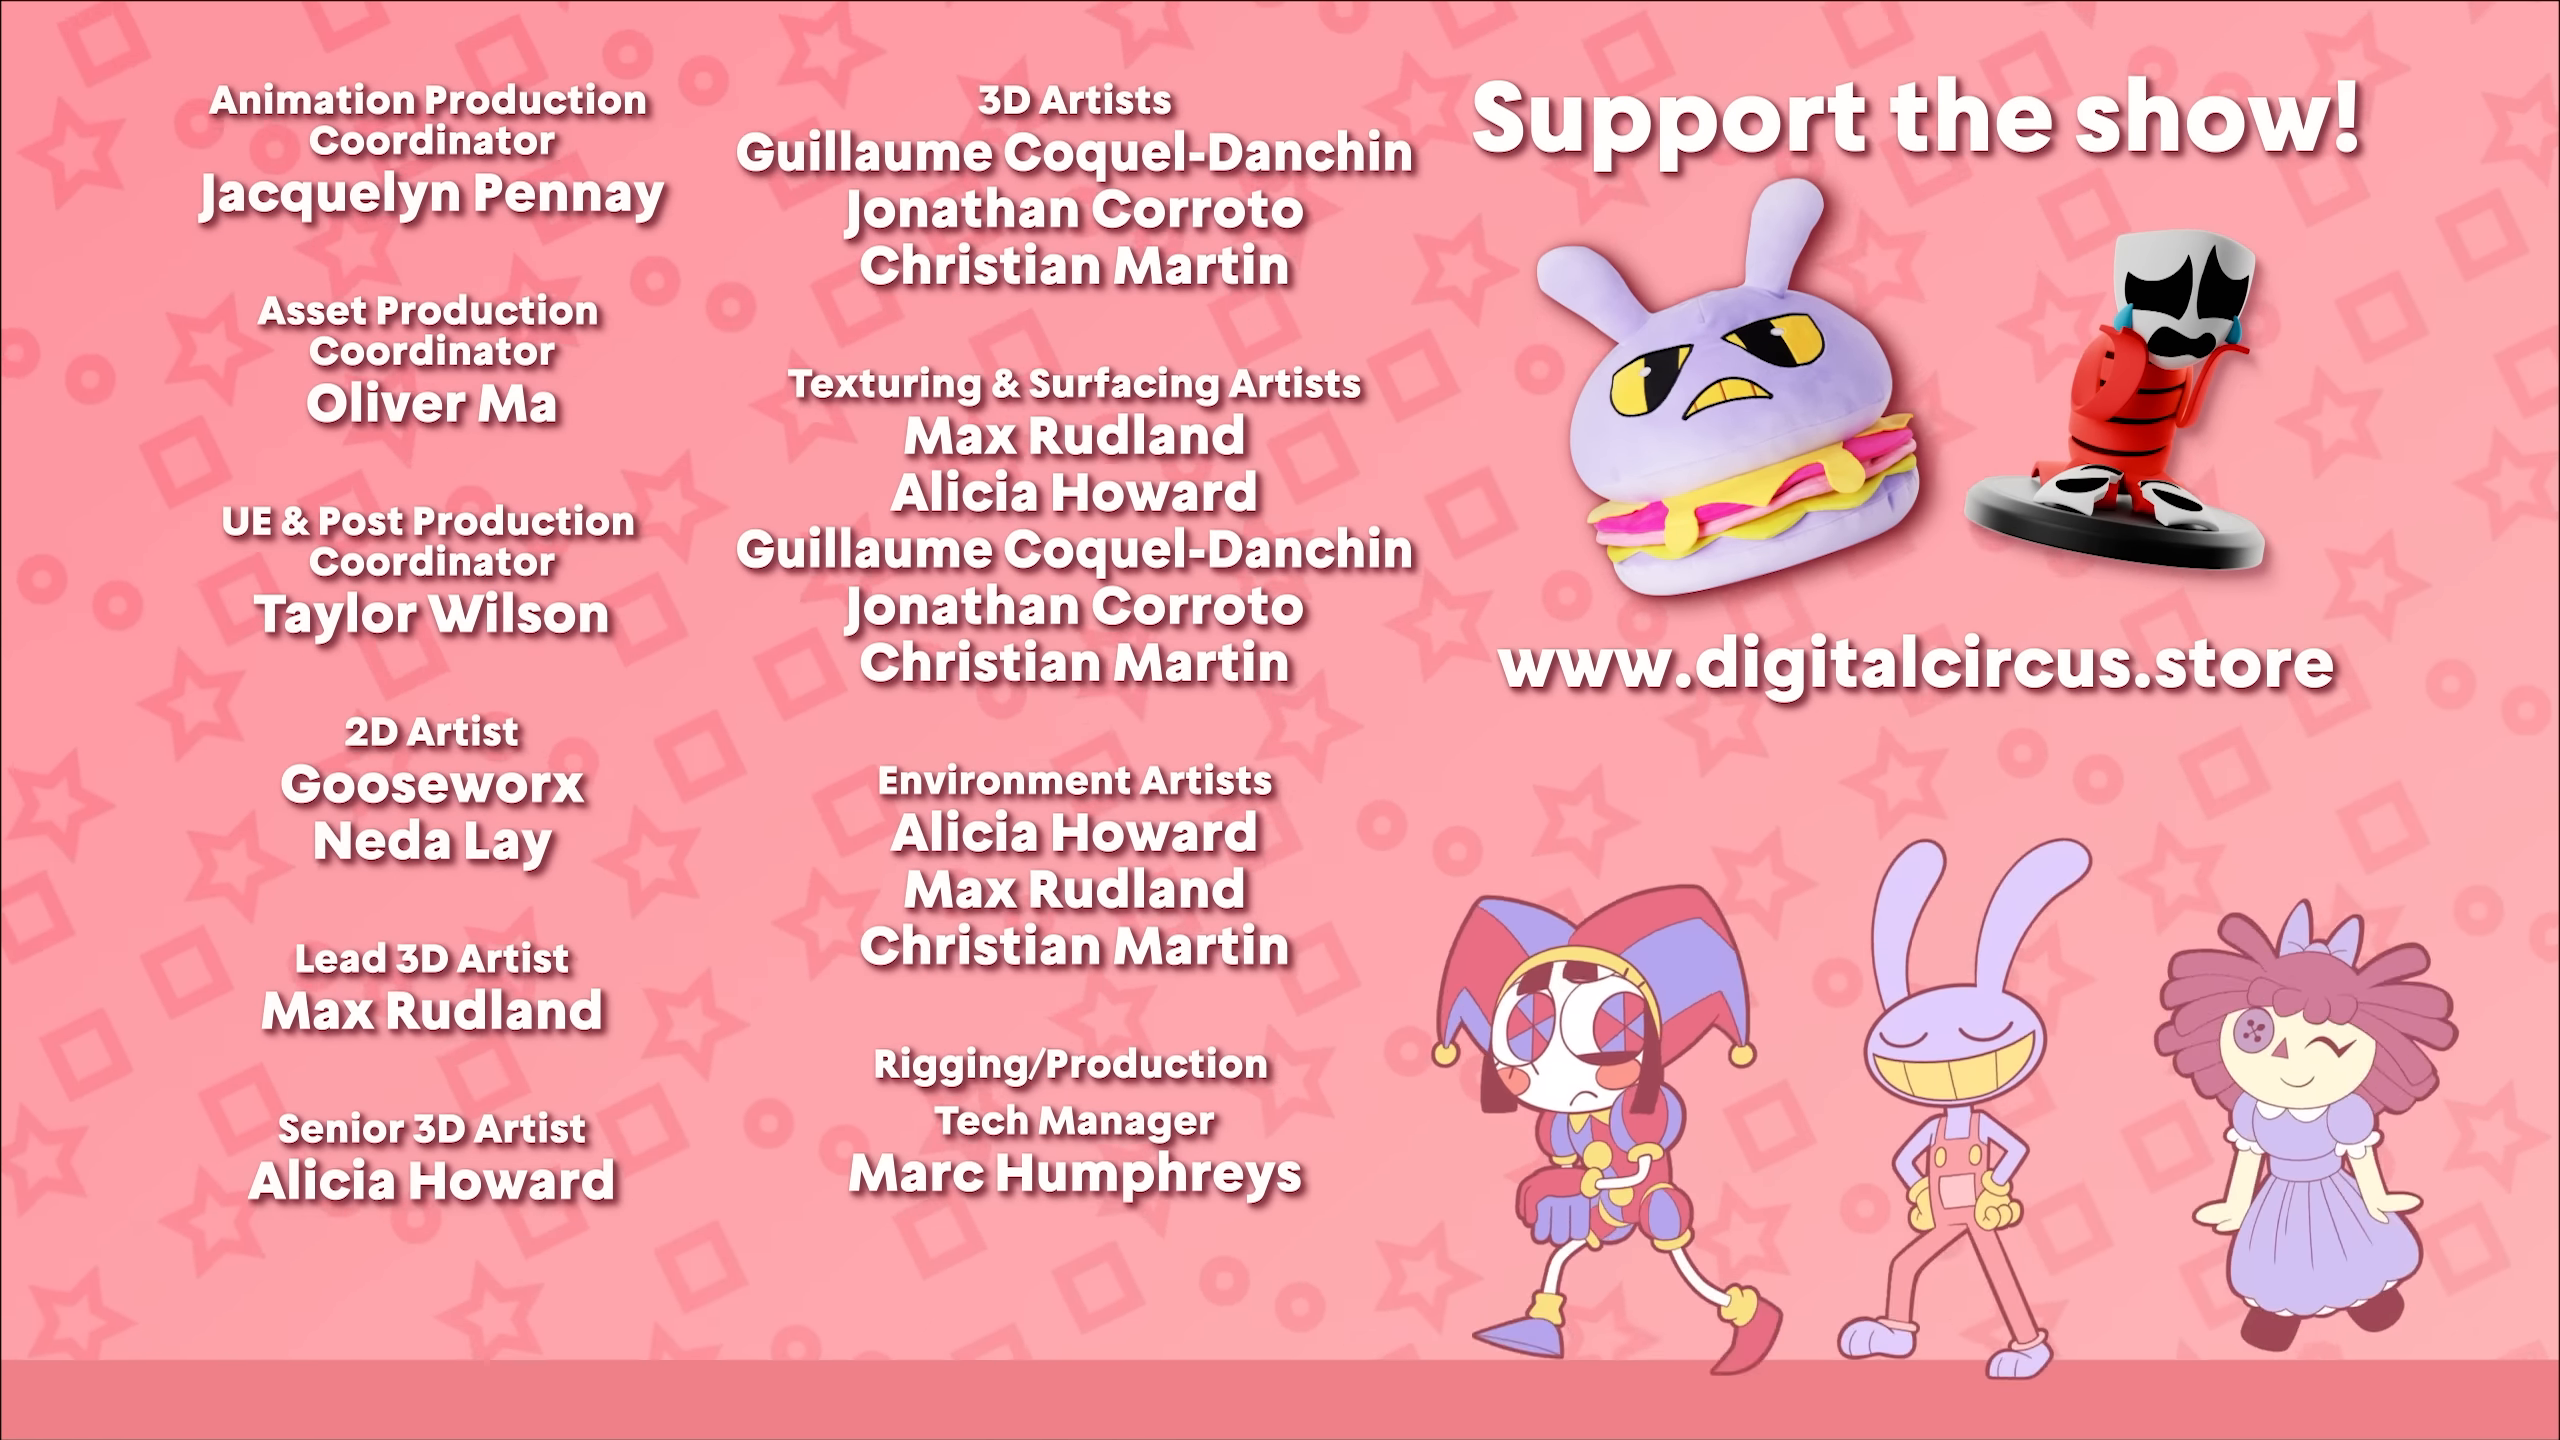 Animation Production
Coordinator
Jacquelyn Pennay
Asset Production
Coordinator
Oliver Ma
UE & Post Production
Coordinator
Taylor Wilson
2D Artist
Gooseworx
Neda Lay
Lead 3D Artist
Max Rudland
Senior 3D Artist
Alicia Howard
3D Artists
Guillaume Coquel-Danchin
Jonathan Corroto
Christian Martin
Texturing & Surfacing Artists
Max Rudland
Alicia Howard
Guillaume Coquel-Danchin
Jonathan Corroto
Christian Martin
Environment Artists
Alicia Howard
Max Rudland
Christian Martin
Rigging/Production
Tech Manager
Marc Humphreys
Support the show!
www.digitalcircus.store